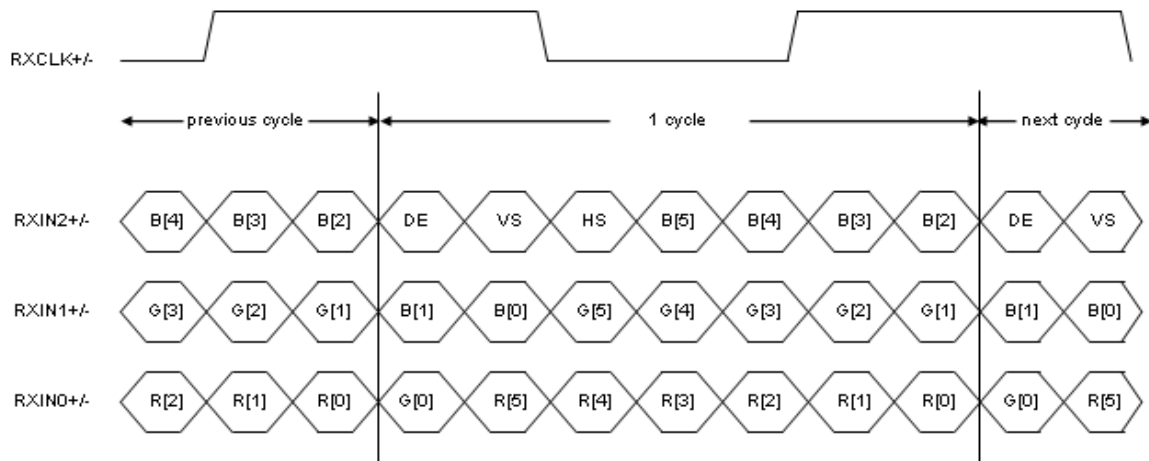 RXCLK+/-
previous cycle 1 cycle next cycle
RXIN2+/- B[4] B[3] B[2] DE VS HS B[5] B[4] B[3] B[2] DE VS
RXIN1+/- G[3] G[2] G[1] B[1] B[0] G[5] G[4] G[3] G[2] G[1] B[1] B[0]
RXIN0+/- R[2] R[1] R[0] G[0] R[5] R[4] R[3] R[2] R[1] R[0] G[0] R[5]